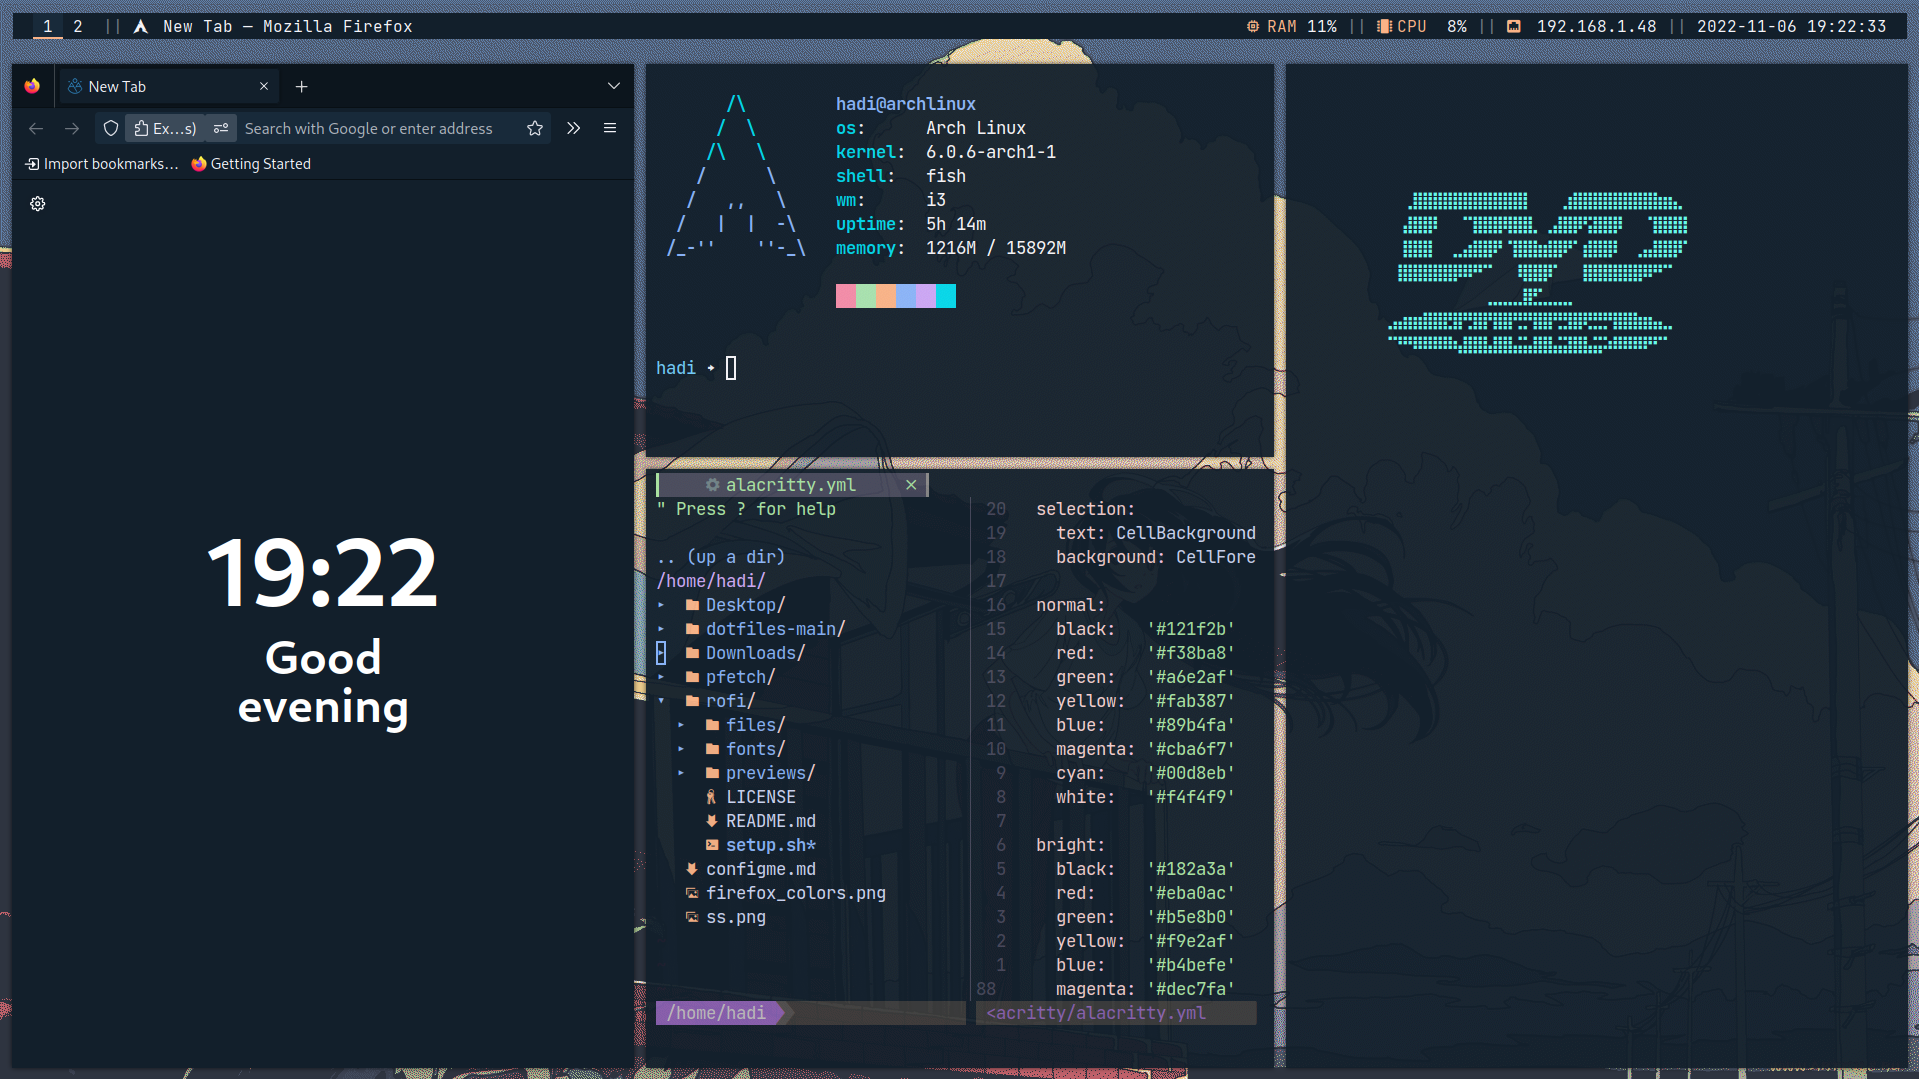 1 2 || New Tab — Mozilla Firefox
RAM 11% || CPU 8% || 192.168.1.48 || 2022-11-06 19:22:33
New Tab
Ex...s) Search with Google or enter address
Import bookmarks... Getting Started
19:22
Good
evening
hadi@archlinux
os: Arch Linux
kernel: 6.0.6-arch1-1
shell: fish
wm: i3
uptime: 5h 14m
memory: 1216M / 15892M
hadi
alacritty.yml
" Press ? for help
.. (up a dir)
/home/hadi/
Desktop/
dotfiles-main/
Downloads/
pfetch/
rofi/
files/
fonts/
previews/
LICENSE
README.md
setup.sh*
configme.md
firefox_colors.png
ss.png
/home/hadi
20 selection:
19 text: CellBackground
18 background: CellFore
17
16 normal:
15 black: '#121f2b'
14 red: '#f38ba8'
13 green: '#a6e2af'
12 yellow: '#fab387'
11 blue: '#89b4fa'
10 magenta: '#cba6f7'
9 cyan: '#00d8eb'
8 white: '#f4f4f9'
7
6 bright:
5 black: '#182a3a'
4 red: '#eba0ac'
3 green: '#b5e8b0'
2 yellow: '#f9e2af'
1 blue: '#b4befe'
88 magenta: '#dec7fa'
<acritty/alacritty.yml
DVD